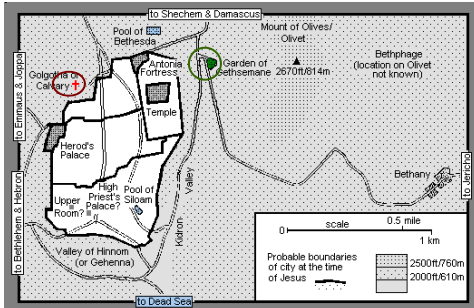 to Shechem & Damascus
Pool of
Bethesda
Mount of Olives/
Olivet
Antonia
Fortress
Garden of
Gethsemane
2670ft/814m
Bethphage
(location on Olivet
not known)
Golgotha or
Calvary
to Emmaus & Joppa
Temple
Herod's
Palace
Bethany
to Jericho
High
Priest's
Palace?
Upper
Room?
Pool of
Siloam
Kidron
Valley
to Bethlehem & Hebron
Valley of Hinnom
(or Gehenna)
to Dead Sea
0
scale
0.5 mile
1 km
Probable boundaries
of city at the time
of Jesus
2500ft/760m
2000ft/610m